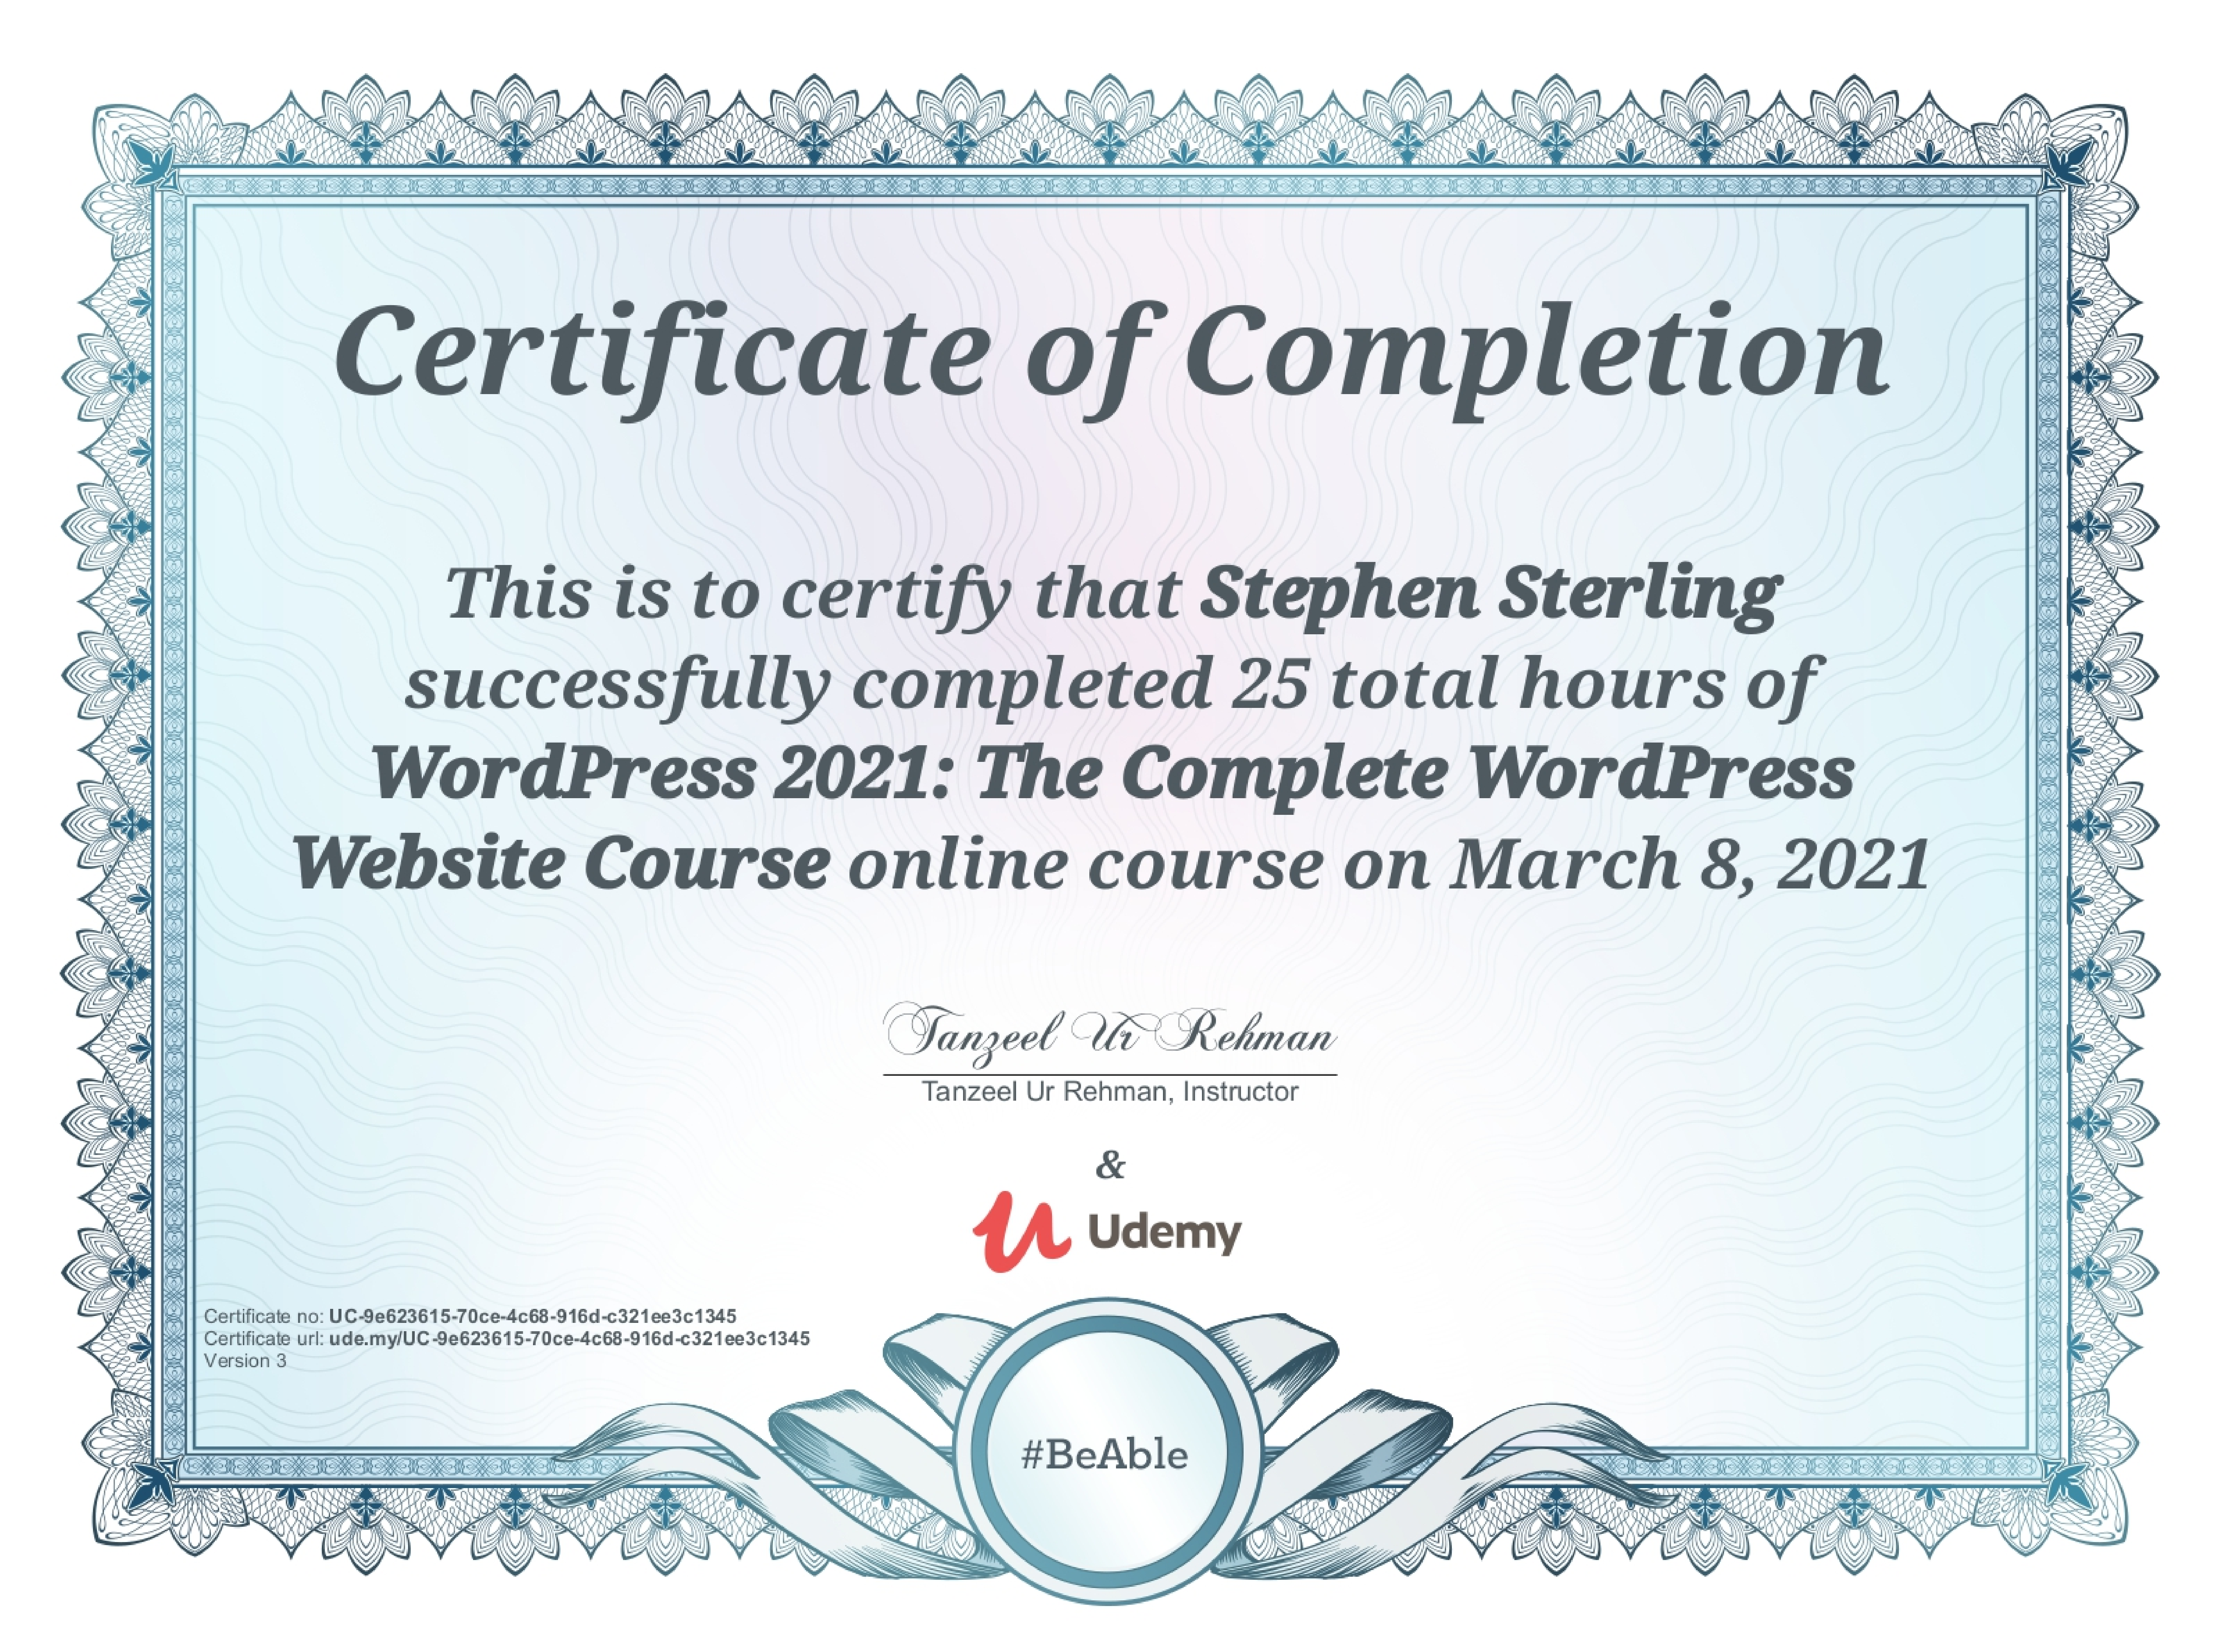 Certificate of Completion
This is to certify that Stephen Sterling
successfully completed 25 total hours of
WordPress 2021: The Complete WordPress
Website Course online course on March 8, 2021
Tanzeel Ur Rehman
Tanzeel Ur Rehman, Instructor
&
Udemy
Certificate no: UC-9e623615-70ce-4c68-916d-c321ee3c1345
Certificate url: ude.my/UC-9e623615-70ce-4c68-916d-c321ee3c1345
Version 3
#BeAble